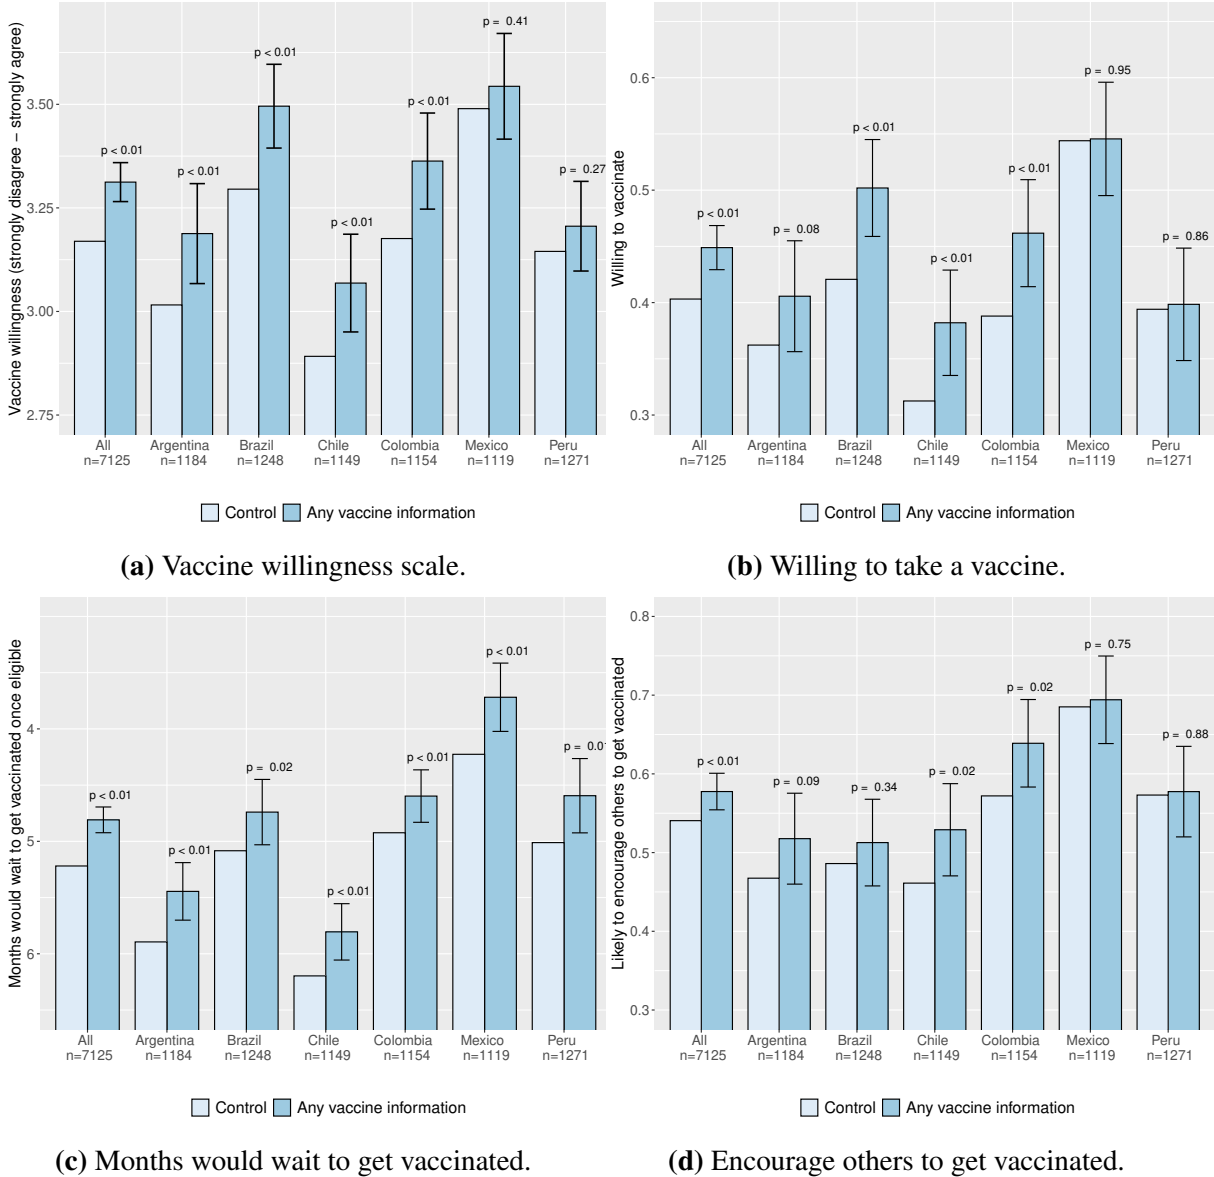 Vaccine willingness (strongly disagree − strongly agree)
3.50
3.25
3.00
2.75
p < 0.01
p < 0.01
p < 0.01
p < 0.01
p < 0.01
p = 0.41
p = 0.27
All Argentina Brazil Chile Colombia Mexico Peru
n=7125 n=1184 n=1248 n=1149 n=1154 n=1119 n=1271
Control Any vaccine information
(a) Vaccine willingness scale.
Willing to vaccinate
0.6
0.5
0.4
0.3
p < 0.01
p = 0.08
p < 0.01
p < 0.01
p < 0.01
p = 0.95
p = 0.86
All Argentina Brazil Chile Colombia Mexico Peru
n=7125 n=1184 n=1248 n=1149 n=1154 n=1119 n=1271
Control Any vaccine information
(b) Willing to take a vaccine.
Months would wait to get vaccinated once eligible
4
5
6
p < 0.01
p < 0.01
p = 0.02
p < 0.01
p < 0.01
p < 0.01
p = 0.01
All Argentina Brazil Chile Colombia Mexico Peru
n=7125 n=1184 n=1248 n=1149 n=1154 n=1119 n=1271
Control Any vaccine information
(c) Months would wait to get vaccinated.
Likely to encourage others to get vaccinated
0.8
0.7
0.6
0.5
0.4
0.3
p < 0.01
p = 0.09
p = 0.34
p = 0.02
p = 0.02
p = 0.75
p = 0.88
All Argentina Brazil Chile Colombia Mexico Peru
n=7125 n=1184 n=1248 n=1149 n=1154 n=1119 n=1271
Control Any vaccine information
(d) Encourage others to get vaccinated.